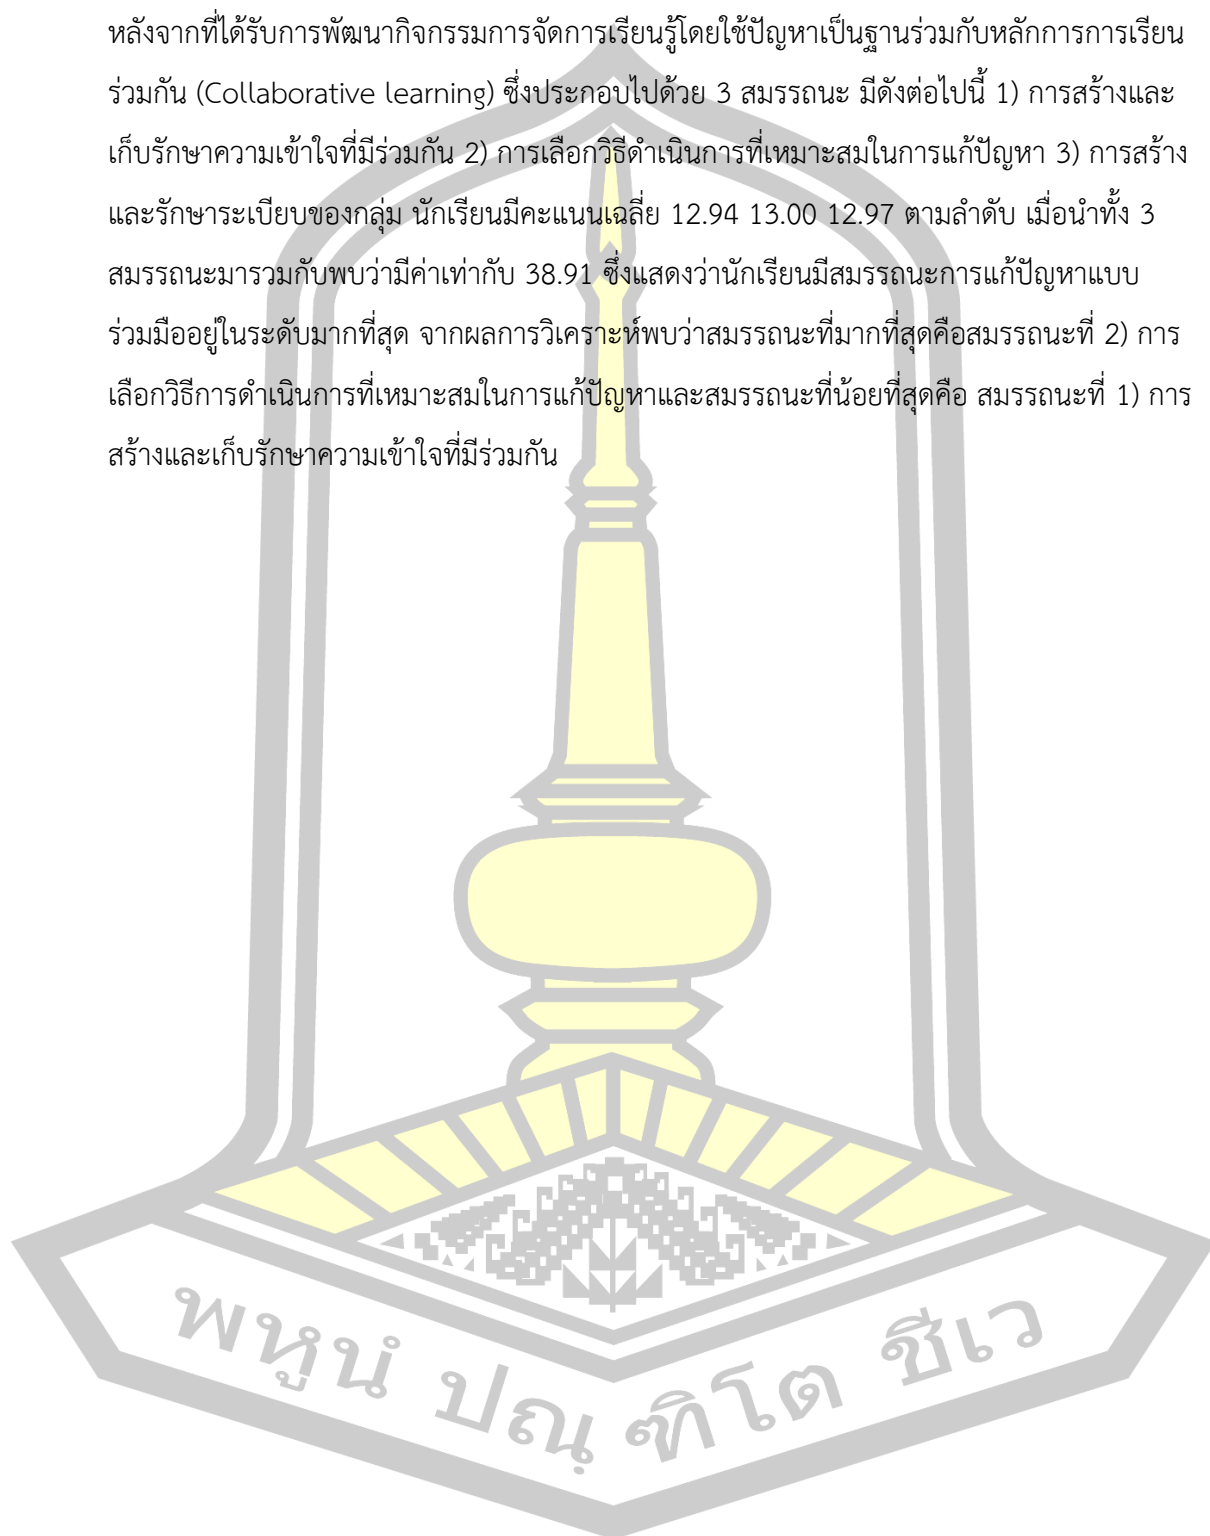 หลังจากที่ได้รับการพัฒนากิจกรรมการจัดการเรียนรู้โดยใช้ปัญหาเป็นฐานร่วมกับหลักการการเรียน
ร่วมกัน (Collaborative learning) ซึ่งประกอบไปด้วย 3 สมรรถนะ มีดังต่อไปนี้ 1) การสร้างและ
เก็บรักษาความเข้าใจที่มีร่วมกัน 2) การเลือกวิธีดำเนินการที่เหมาะสมในการแก้ปัญหา 3) การสร้าง
และรักษาระเบียบของกลุ่ม นักเรียนมีคะแนนเฉลี่ย 12.94 13.00 12.97 ตามลำดับ เมื่อนำทั้ง 3
สมรรถนะมารวมกับพบว่ามีค่าเท่ากับ 38.91 ซึ่งแสดงว่านักเรียนมีสมรรถนะการแก้ปัญหาแบบ
ร่วมมืออยู่ในระดับมากที่สุด จากผลการวิเคราะห์พบว่าสมรรถนะที่มากที่สุดคือสมรรถนะที่ 2) การ
เลือกวิธีการดำเนินการที่เหมาะสมในการแก้ปัญหาและสมรรถนะที่น้อยที่สุดคือ สมรรถนะที่ 1) การ
สร้างและเก็บรักษาความเข้าใจที่มีร่วมกัน
พหูนํ ปณฺฑิโต ชีเว